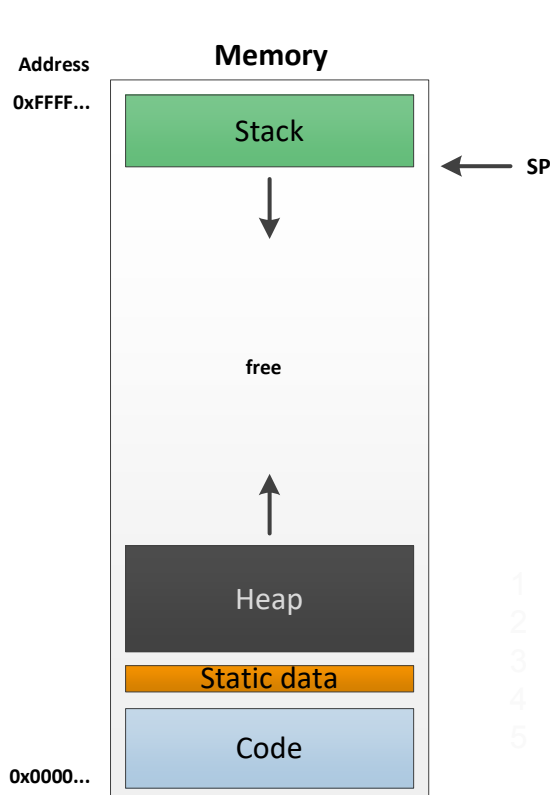 Memory
Address
0xFFFF...
Stack
SP
free
Heap
1
2
Static data
3
4
Code
5
0x0000...